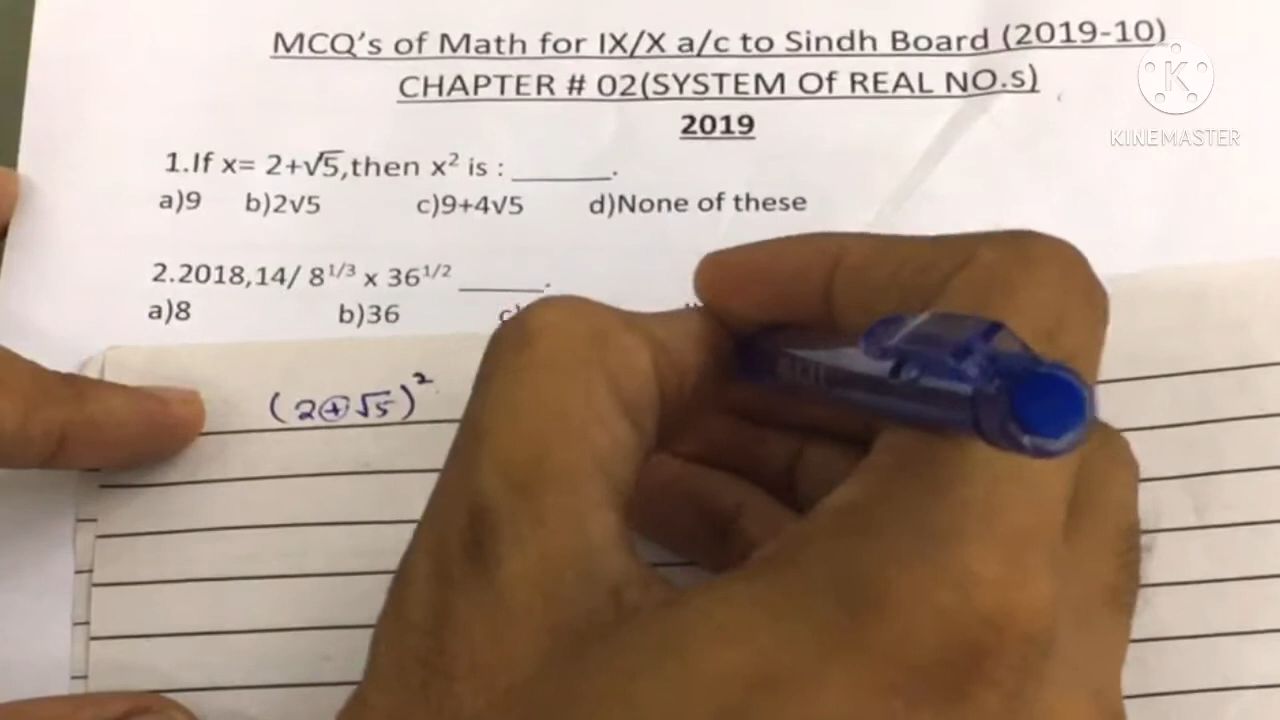 MCQ's of Math for IX/X a/c to Sindh Board (2019-10)
CHAPTER # 02(SYSTEM Of REAL NO.s)
KINEMASTER
2019
1.If x= 2+√5,then x² is : ______.
a)9 b)2√5 c)9+4√5 d)None of these
2.2018,14/ 8^1/3 x 36^1/2 ______.
a)8 b)36
(2+√5)²